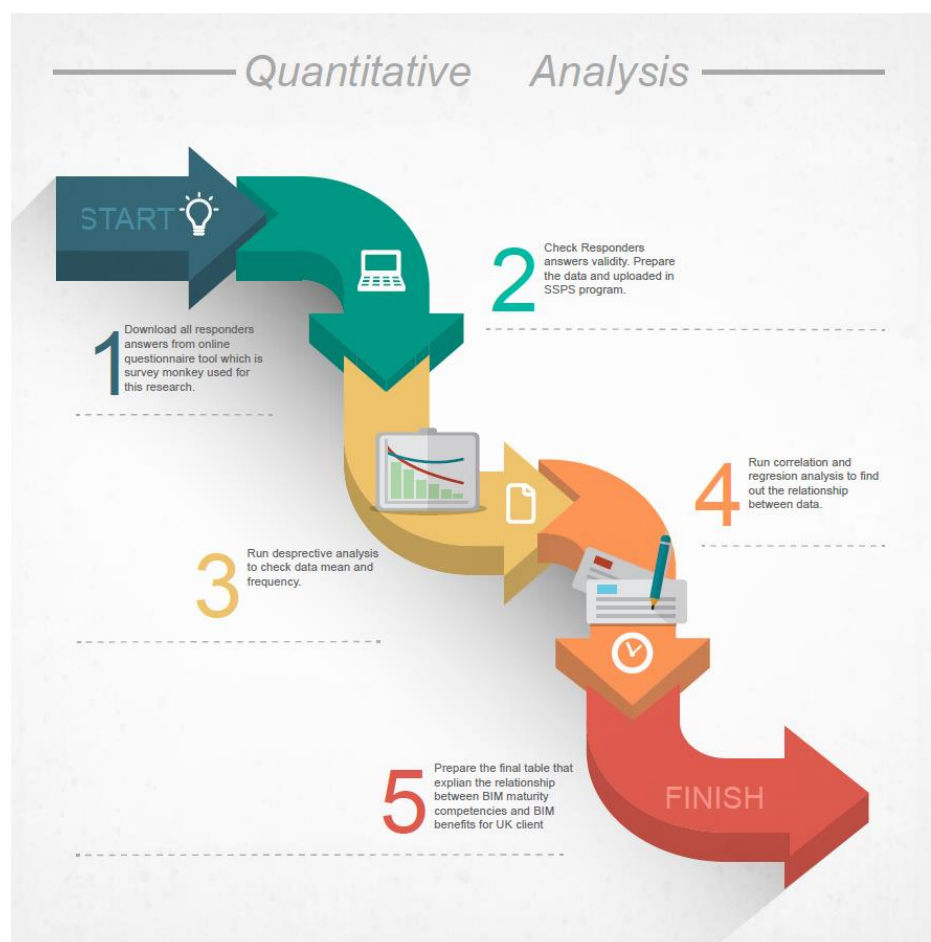 Quantitative Analysis
START
1
Download all responders
answers from online
questionnaire tool which is
survey monkey used for
this research.
2
Check Responders
answers validity. Prepare
the data and uploaded in
SSPS program.
3
Run desprective analysis
to check data mean and
frequency.
4
Run correlation and
regresion analysis to find
out the relationship
between data.
5
Prepare the final table that
explian the relationship
between BIM maturity
competencies and BIM
benefits for UK client
FINISH